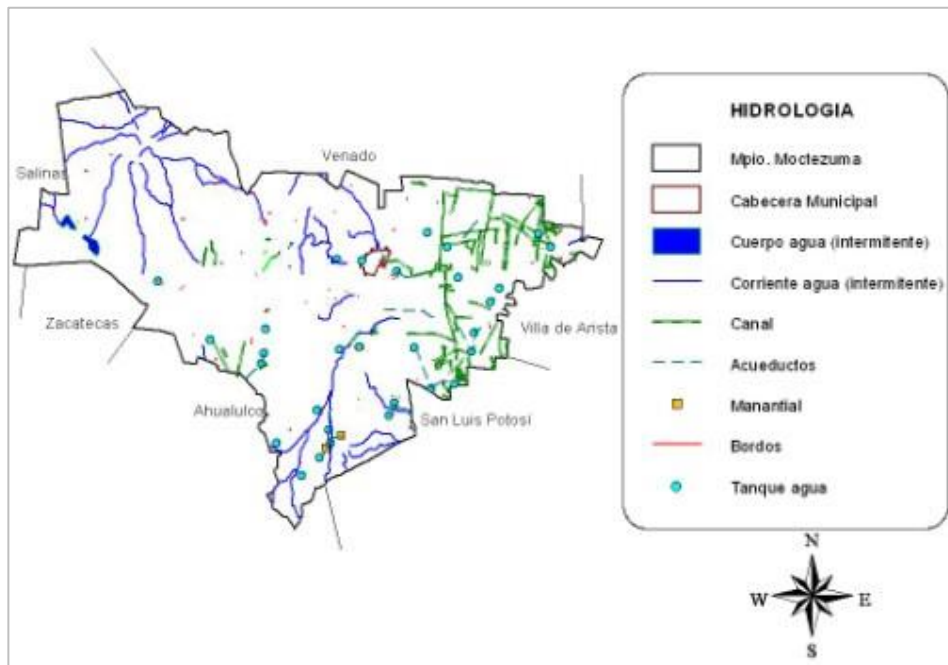 Venado
Salinas
Zacatecas
Villa de Arista
Ahualulco
San Luis Potosí
HIDROLOGIA
Mpio. Moctezuma
Cabecera Municipal
Cuerpo agua (intermitente)
Corriente agua (intermitente)
Canal
Acueductos
Manantial
Bordos
Tanque agua
N
W
E
S